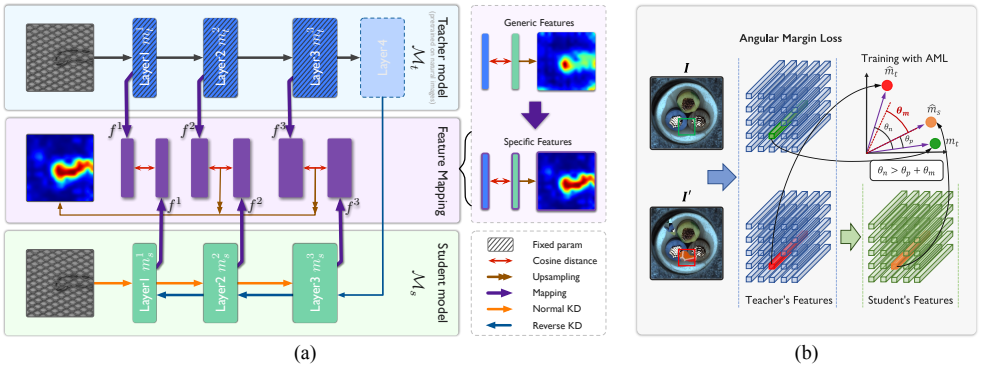 Teacher model
(pretrained on natural images)
M_t
Layer1 m_t^1
Layer2 m_t^2
Layer3 m_t^3
Layer4
f^1
f^2
f^3
Feature Mapping
f^1
f^2
f^3
Layer1 m_s^1
Layer2 m_s^2
Layer3 m_s^3
Student model
M_s
Generic Features
Specific Features
Fixed param
Cosine distance
Upsampling
Mapping
Normal KD
Reverse KD
(a)
Angular Margin Loss
I
I′
Training with AML
m̂_t
θ_m
m̂_s
θ_n
θ_p
m_t
θ_n > θ_p + θ_m
Teacher's Features
Student's Features
(b)